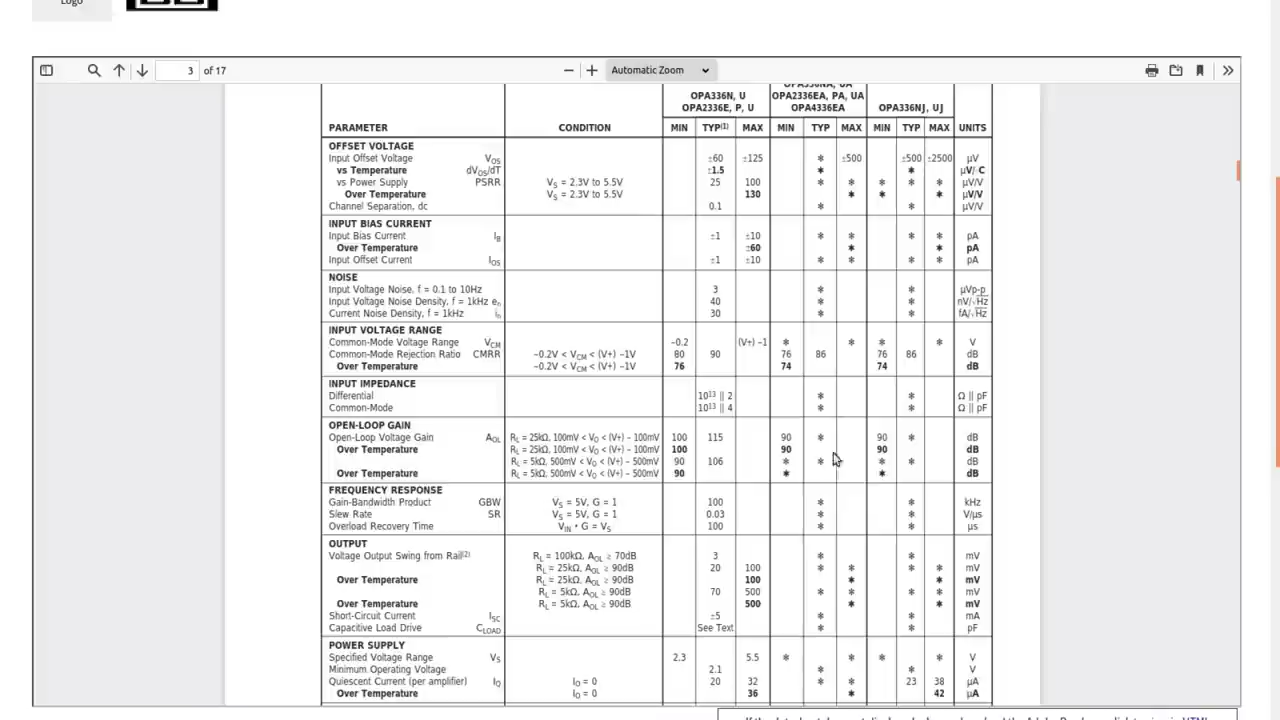 Logo
3 of 17
Automatic Zoom
OPA336N, U OPA2336EA, PA, UA
OPA2336E, P, U OPA4336EA OPA336NJ, UJ
PARAMETER CONDITION MIN TYP(1) MAX MIN TYP MAX MIN TYP MAX UNITS
OFFSET VOLTAGE
Input Offset Voltage VOS ±60 ±125 ✻ ±500 ±500 ±2500 µV
vs Temperature dVOS/dT ±1.5 ✻ ✻ µV/°C
vs Power Supply PSRR VS = 2.3V to 5.5V 25 100 ✻ ✻ ✻ ✻ ✻ µV/V
Over Temperature VS = 2.3V to 5.5V 130 ✻ ✻ ✻ µV/V
Channel Separation, dc 0.1 ✻ ✻ µV/V
INPUT BIAS CURRENT
Input Bias Current IB ±1 ±10 ✻ ✻ ✻ ✻ pA
Over Temperature ±60 ✻ ✻ pA
Input Offset Current IOS ±1 ±10 ✻ ✻ ✻ ✻ pA
NOISE
Input Voltage Noise, f = 0.1 to 10Hz 3 ✻ ✻ µVp-p
Input Voltage Noise Density, f = 1kHz en 40 ✻ ✻ nV/√Hz
Current Noise Density, f = 1kHz in 30 ✻ ✻ fA/√Hz
INPUT VOLTAGE RANGE
Common-Mode Voltage Range VCM –0.2 (V+) –1 ✻ ✻ ✻ ✻ V
Common-Mode Rejection Ratio CMRR –0.2V < VCM < (V+) –1V 80 90 76 86 76 86 dB
Over Temperature –0.2V < VCM < (V+) –1V 76 74 74 dB
INPUT IMPEDANCE
Differential 10¹³ || 2 ✻ ✻ Ω || pF
Common-Mode 10¹³ || 4 ✻ ✻ Ω || pF
OPEN-LOOP GAIN
Open-Loop Voltage Gain AOL RL = 25kΩ, 100mV < VO < (V+) – 100mV 100 115 90 ✻ 90 ✻ dB
Over Temperature RL = 25kΩ, 100mV < VO < (V+) – 100mV 100 90 90 dB
RL = 5kΩ, 500mV < VO < (V+) – 500mV 90 106 ✻ ✻ ✻ ✻ dB
Over Temperature RL = 5kΩ, 500mV < VO < (V+) – 500mV 90 ✻ ✻ dB
FREQUENCY RESPONSE
Gain-Bandwidth Product GBW VS = 5V, G = 1 100 ✻ ✻ kHz
Slew Rate SR VS = 5V, G = 1 0.03 ✻ ✻ V/µs
Overload Recovery Time VIN • G = VS 100 ✻ ✻ µs
OUTPUT
Voltage Output Swing from Rail(2) RL = 100kΩ, AOL ≥ 70dB 3 ✻ ✻ mV
RL = 25kΩ, AOL ≥ 90dB 20 100 ✻ ✻ ✻ ✻ mV
Over Temperature RL = 25kΩ, AOL ≥ 90dB 100 ✻ ✻ mV
RL = 5kΩ, AOL ≥ 90dB 70 500 ✻ ✻ ✻ ✻ mV
Over Temperature RL = 5kΩ, AOL ≥ 90dB 500 ✻ ✻ mV
Short-Circuit Current ISC ±5 ✻ ✻ mA
Capacitive Load Drive CLOAD See Text ✻ ✻ pF
POWER SUPPLY
Specified Voltage Range VS 2.3 5.5 ✻ ✻ ✻ ✻ V
Minimum Operating Voltage 2.1 ✻ ✻ V
Quiescent Current (per amplifier) IQ IO = 0 20 32 ✻ ✻ 23 38 µA
Over Temperature IO = 0 36 ✻ 42 µA